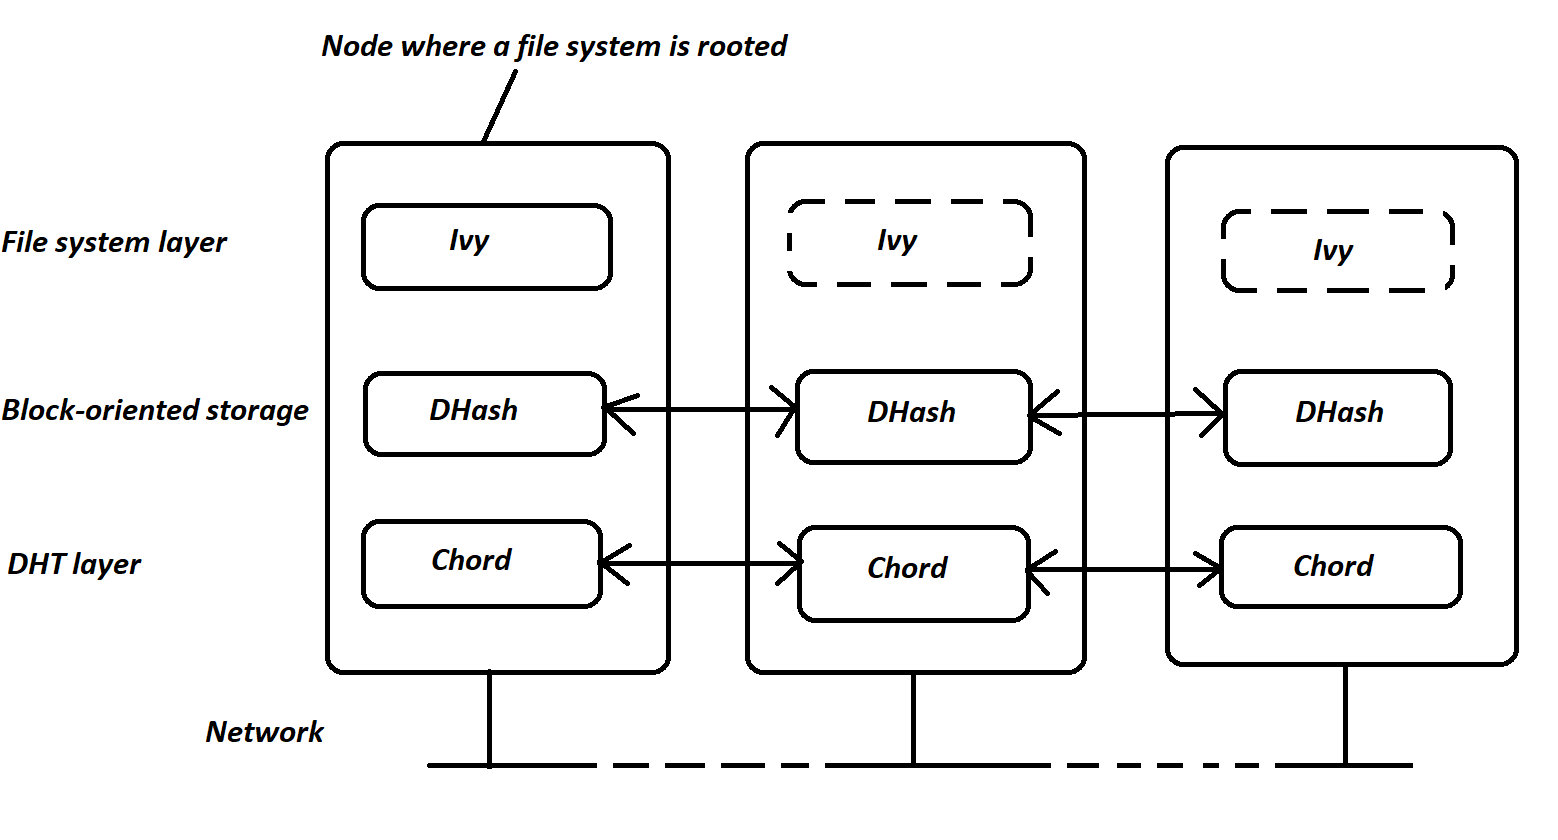 Node where a file system is rooted
File system layer
Ivy
Ivy
Ivy
Block-oriented storage
DHash
DHash
DHash
DHT layer
Chord
Chord
Chord
Network